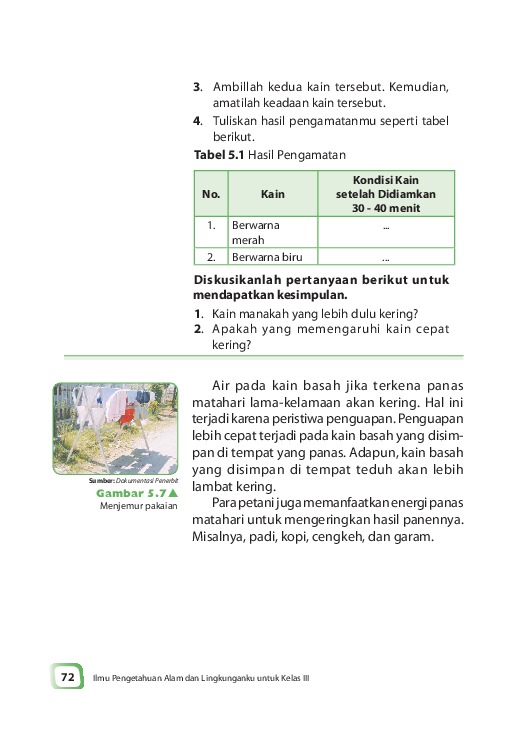 3. Ambillah kedua kain tersebut. Kemudian,
amatilah keadaan kain tersebut.
4. Tuliskan hasil pengamatanmu seperti tabel
berikut.
Tabel 5.1 Hasil Pengamatan
No. Kain Kondisi Kain
setelah Didiamkan
30 - 40 menit
1. Berwarna ...
merah
2. Berwarna biru ...
Diskusikanlah pertanyaan berikut untuk
mendapatkan kesimpulan.
1. Kain manakah yang lebih dulu kering?
2. Apakah yang memengaruhi kain cepat
kering?
Air pada kain basah jika terkena panas
matahari lama-kelamaan akan kering. Hal ini
terjadi karena peristiwa penguapan. Penguapan
lebih cepat terjadi pada kain basah yang disim-
pan di tempat yang panas. Adapun, kain basah
yang disimpan di tempat teduh akan lebih
lambat kering.
Para petani juga memanfaatkan energi panas
matahari untuk mengeringkan hasil panennya.
Misalnya, padi, kopi, cengkeh, dan garam.
Sumber: Dokumentasi Penerbit
Gambar 5.7▲
Menjemur pakaian
72 Ilmu Pengetahuan Alam dan Lingkunganku untuk Kelas III